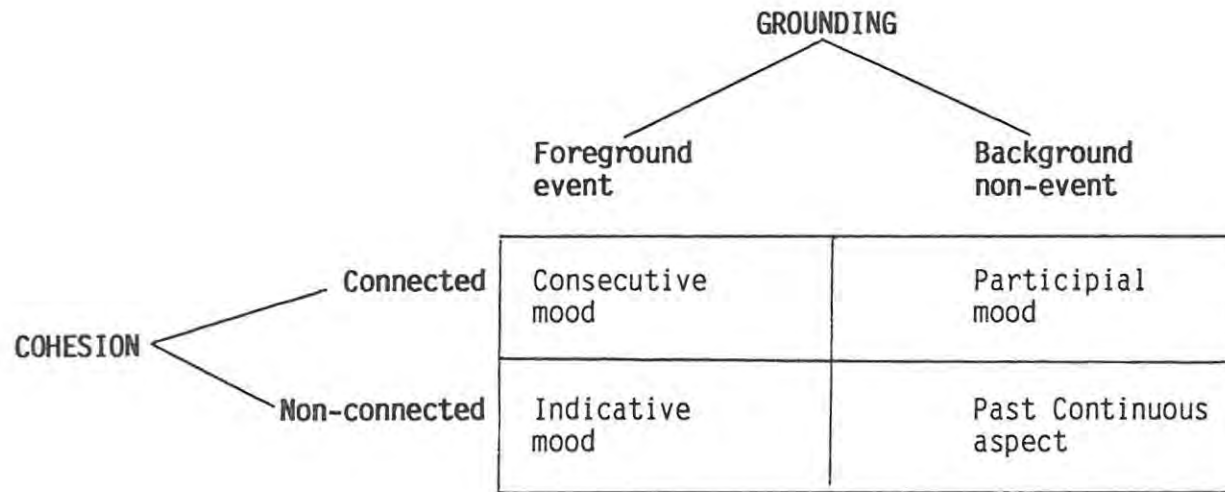 GROUNDING
Foreground Background
event non-event
Connected Consecutive Participial
mood mood
COHESION
Non-connected Indicative Past Continuous
mood aspect